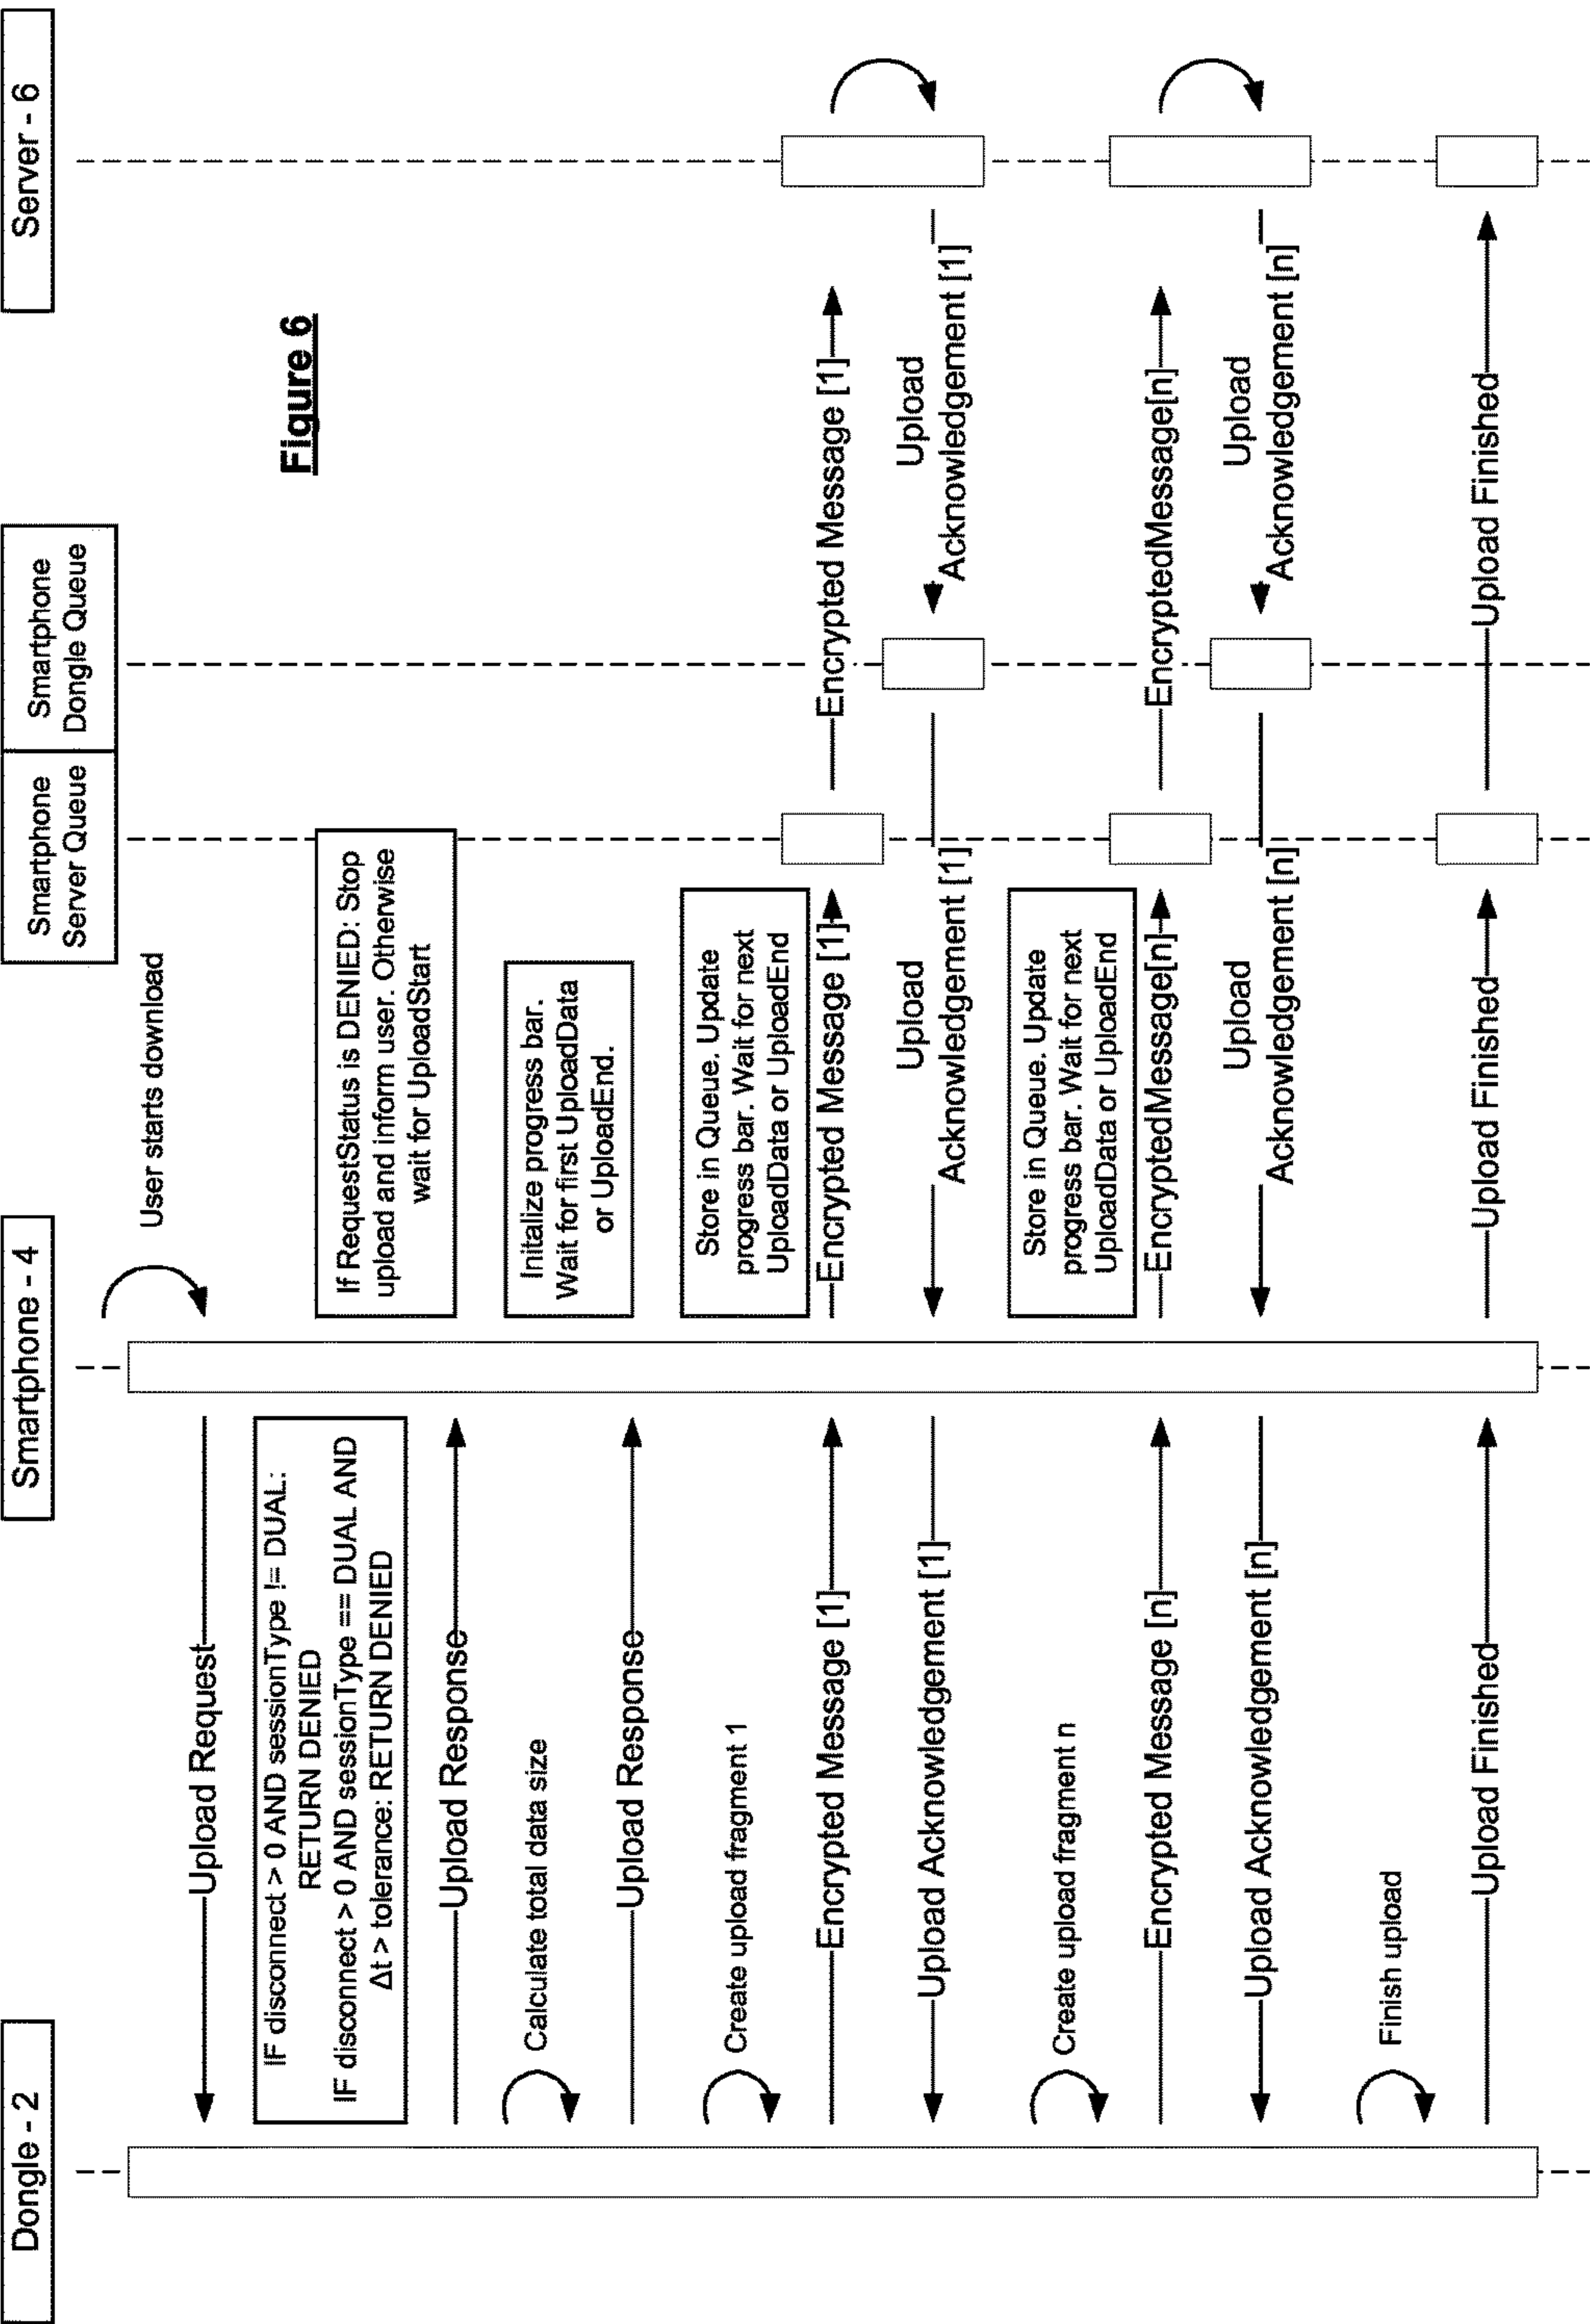 Dongle - 2
Smartphone - 4
Smartphone
Server Queue
Smartphone
Dongle Queue
Server - 6
User starts download
Upload Request
IF disconnect > 0 AND sessionType != DUAL:
RETURN DENIED
IF disconnect > 0 AND sessionType == DUAL AND
Δt > tolerance: RETURN DENIED
Figure 6
If RequestStatus is DENIED: Stop
upload and inform user. Otherwise
wait for UploadStart
Upload Response
Calculate total data size
Initalize progress bar.
Wait for first UploadData
or UploadEnd.
Upload Response
Create upload fragment 1
Store in Queue. Update
progress bar. Wait for next
UploadData or UploadEnd
Encrypted Message [1]
Encrypted Message [1]
Encrypted Message [1]
Upload Acknowledgement [1]
Upload
Acknowledgement [1]
Upload
Acknowledgement [1]
Create upload fragment n
Store in Queue. Update
progress bar. Wait for next
UploadData or UploadEnd
Encrypted Message [n]
EncryptedMessage[n]
EncryptedMessage[n]
Upload Acknowledgement [n]
Upload
Acknowledgement [n]
Upload
Acknowledgement [n]
Finish upload
Upload Finished
Upload Finished
Upload Finished